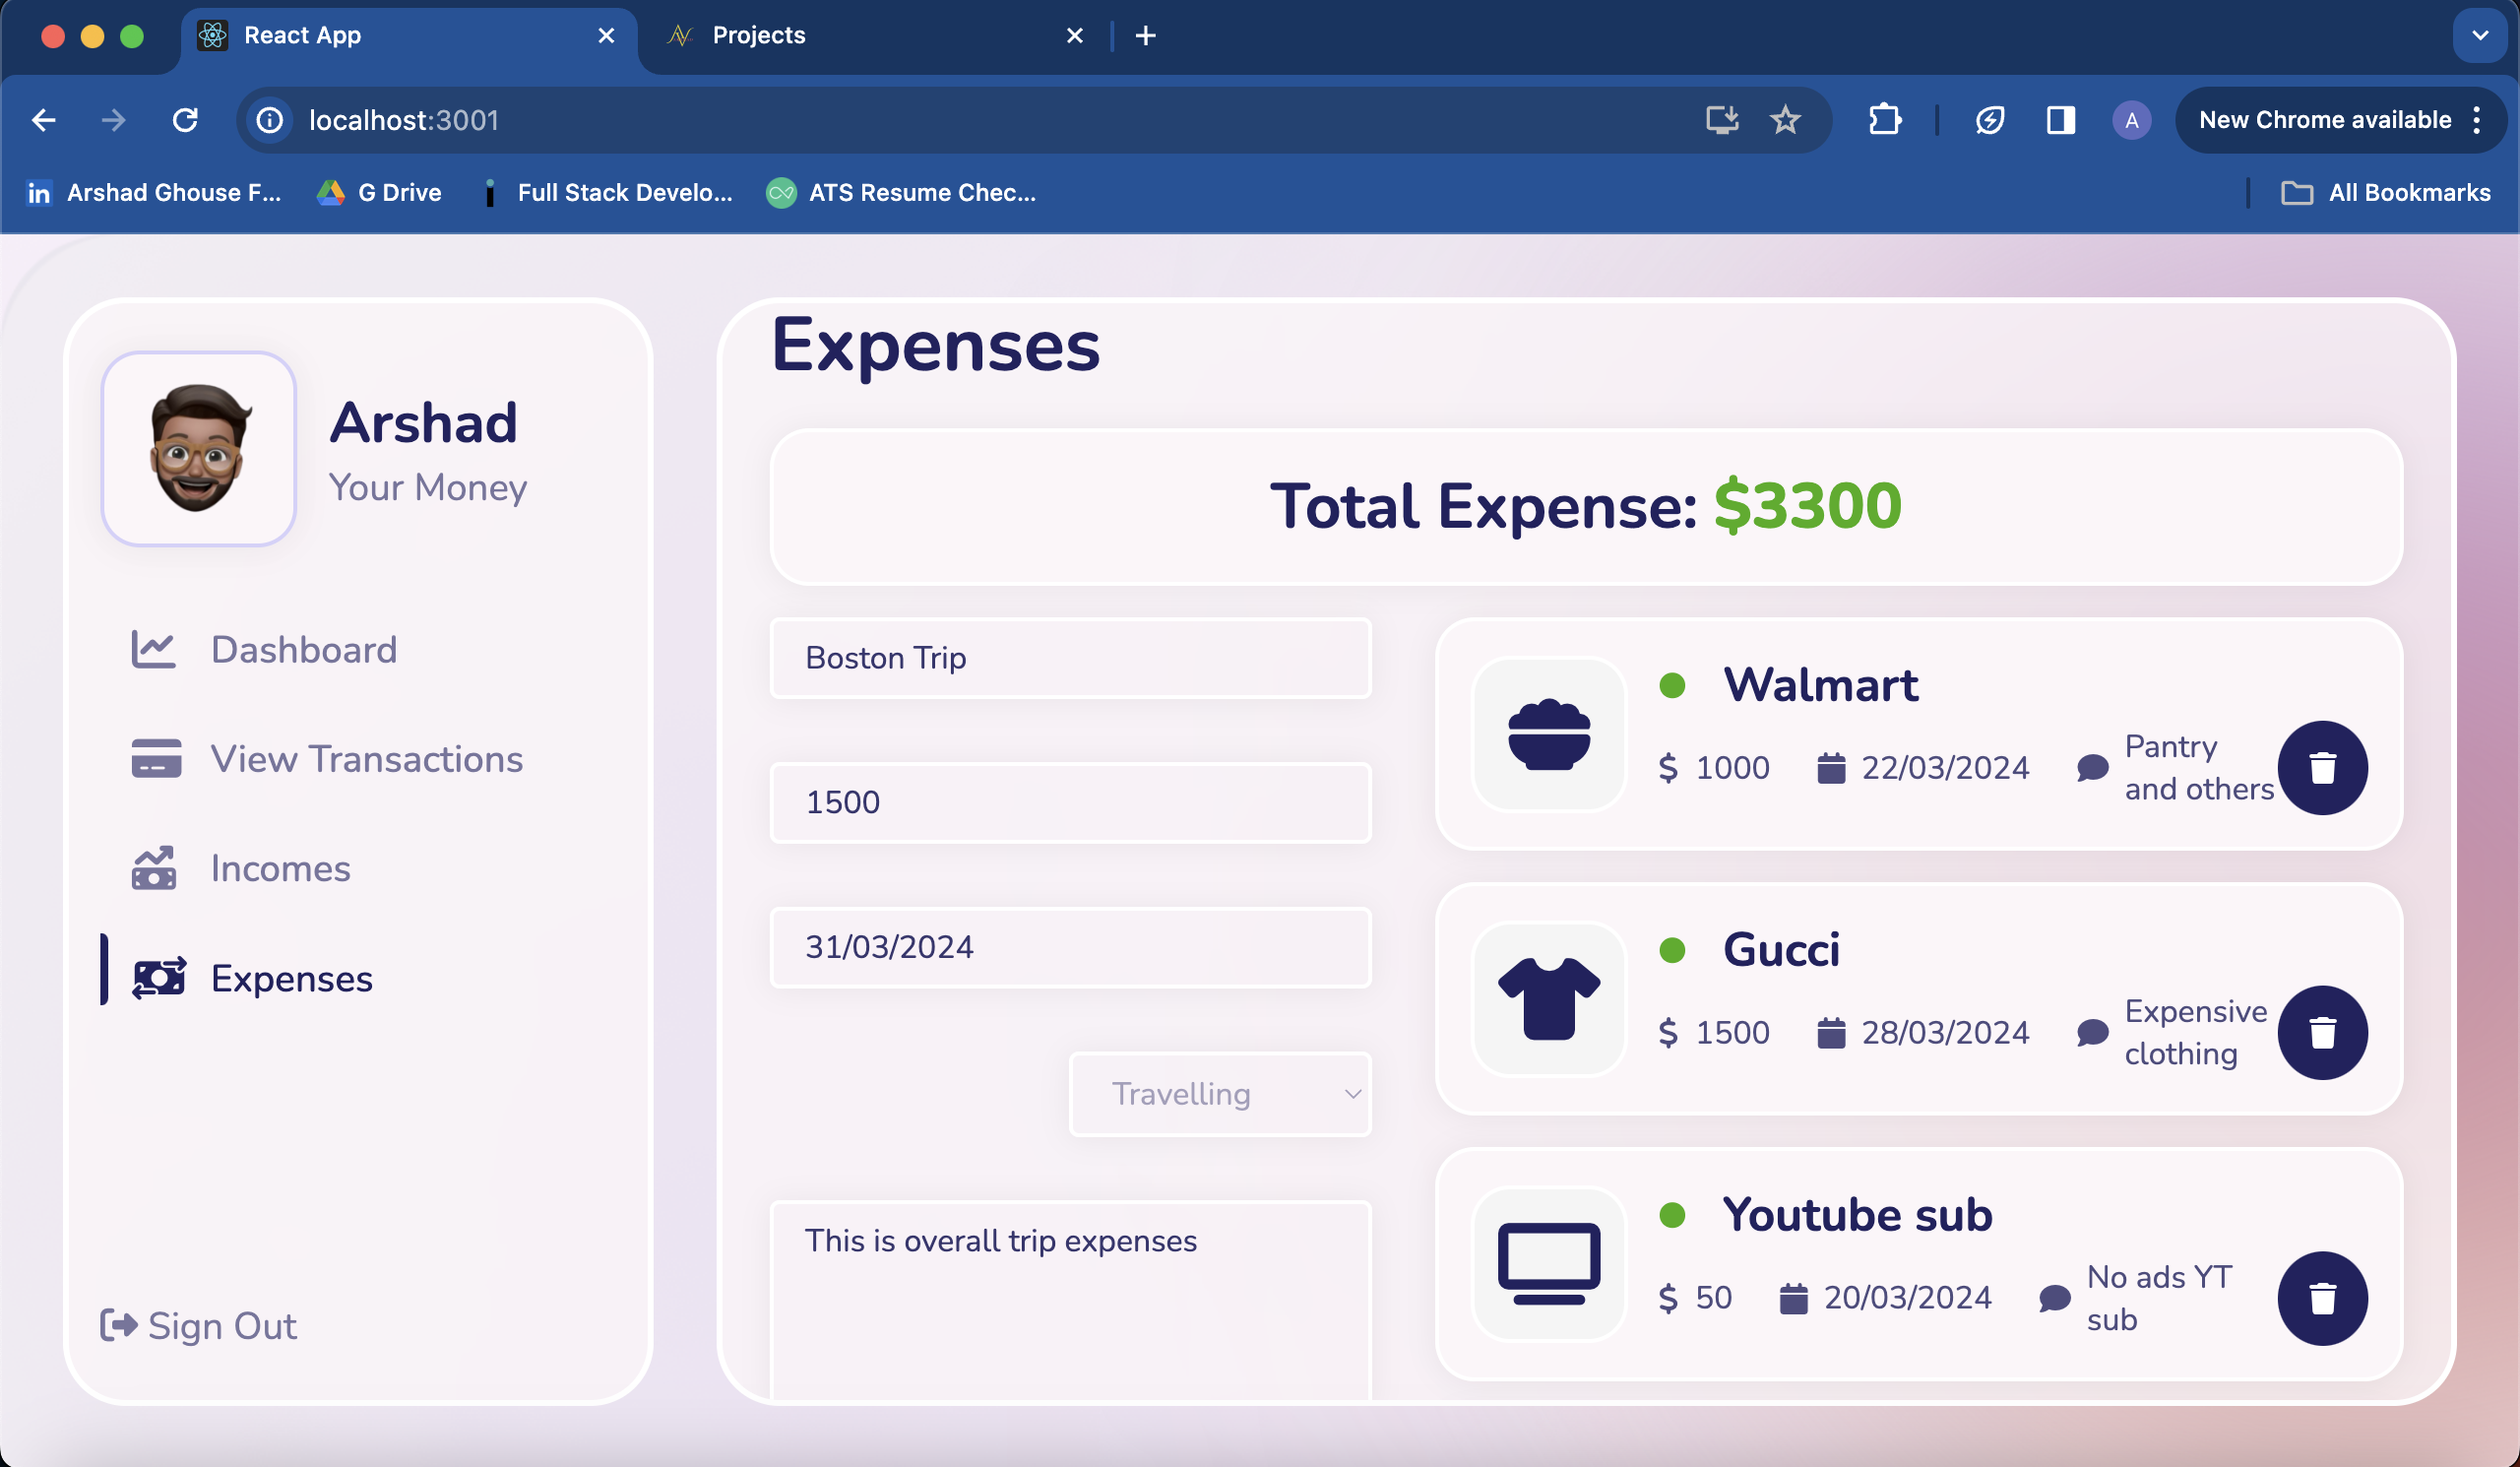 React App
Projects
localhost:3001
A
New Chrome available
in
Arshad Ghouse F...
G Drive
Full Stack Develo...
ATS Resume Chec...
All Bookmarks
Arshad
Your Money
Dashboard
View Transactions
Incomes
Expenses
Sign Out
Expenses
Total Expense: $3300
Boston Trip
1500
31/03/2024
Travelling
This is overall trip expenses
Walmart
$ 1000
22/03/2024
Pantry
and others
Gucci
$ 1500
28/03/2024
Expensive
clothing
Youtube sub
$ 50
20/03/2024
No ads YT
sub